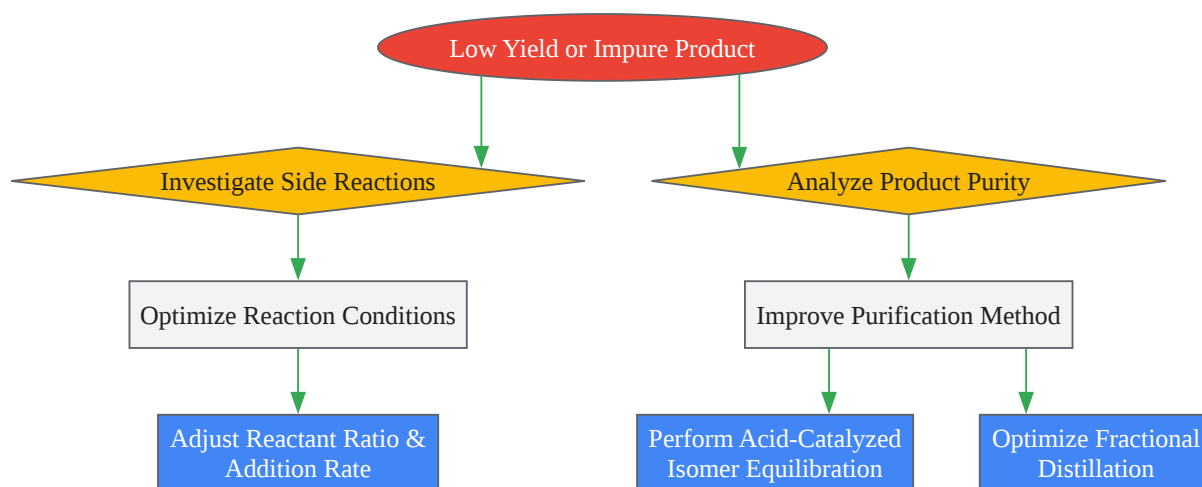 Low Yield or Impure Product
Investigate Side Reactions
Analyze Product Purity
Optimize Reaction Conditions
Improve Purification Method
Adjust Reactant Ratio &
Addition Rate
Perform Acid-Catalyzed
Isomer Equilibration
Optimize Fractional
Distillation